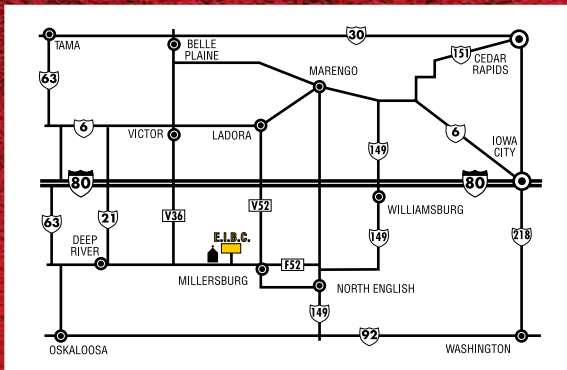 30
TAMA
BELLE
PLAINE
151
CEDAR
RAPIDS
63
MARENGO
6
VICTOR
LADORA
6
149
IOWA
CITY
80
80
63
21
V36
V52
WILLIAMSBURG
149
218
DEEP
RIVER
E.I.B.C.
F52
MILLERSBURG
NORTH ENGLISH
149
92
OSKALOOSA
WASHINGTON